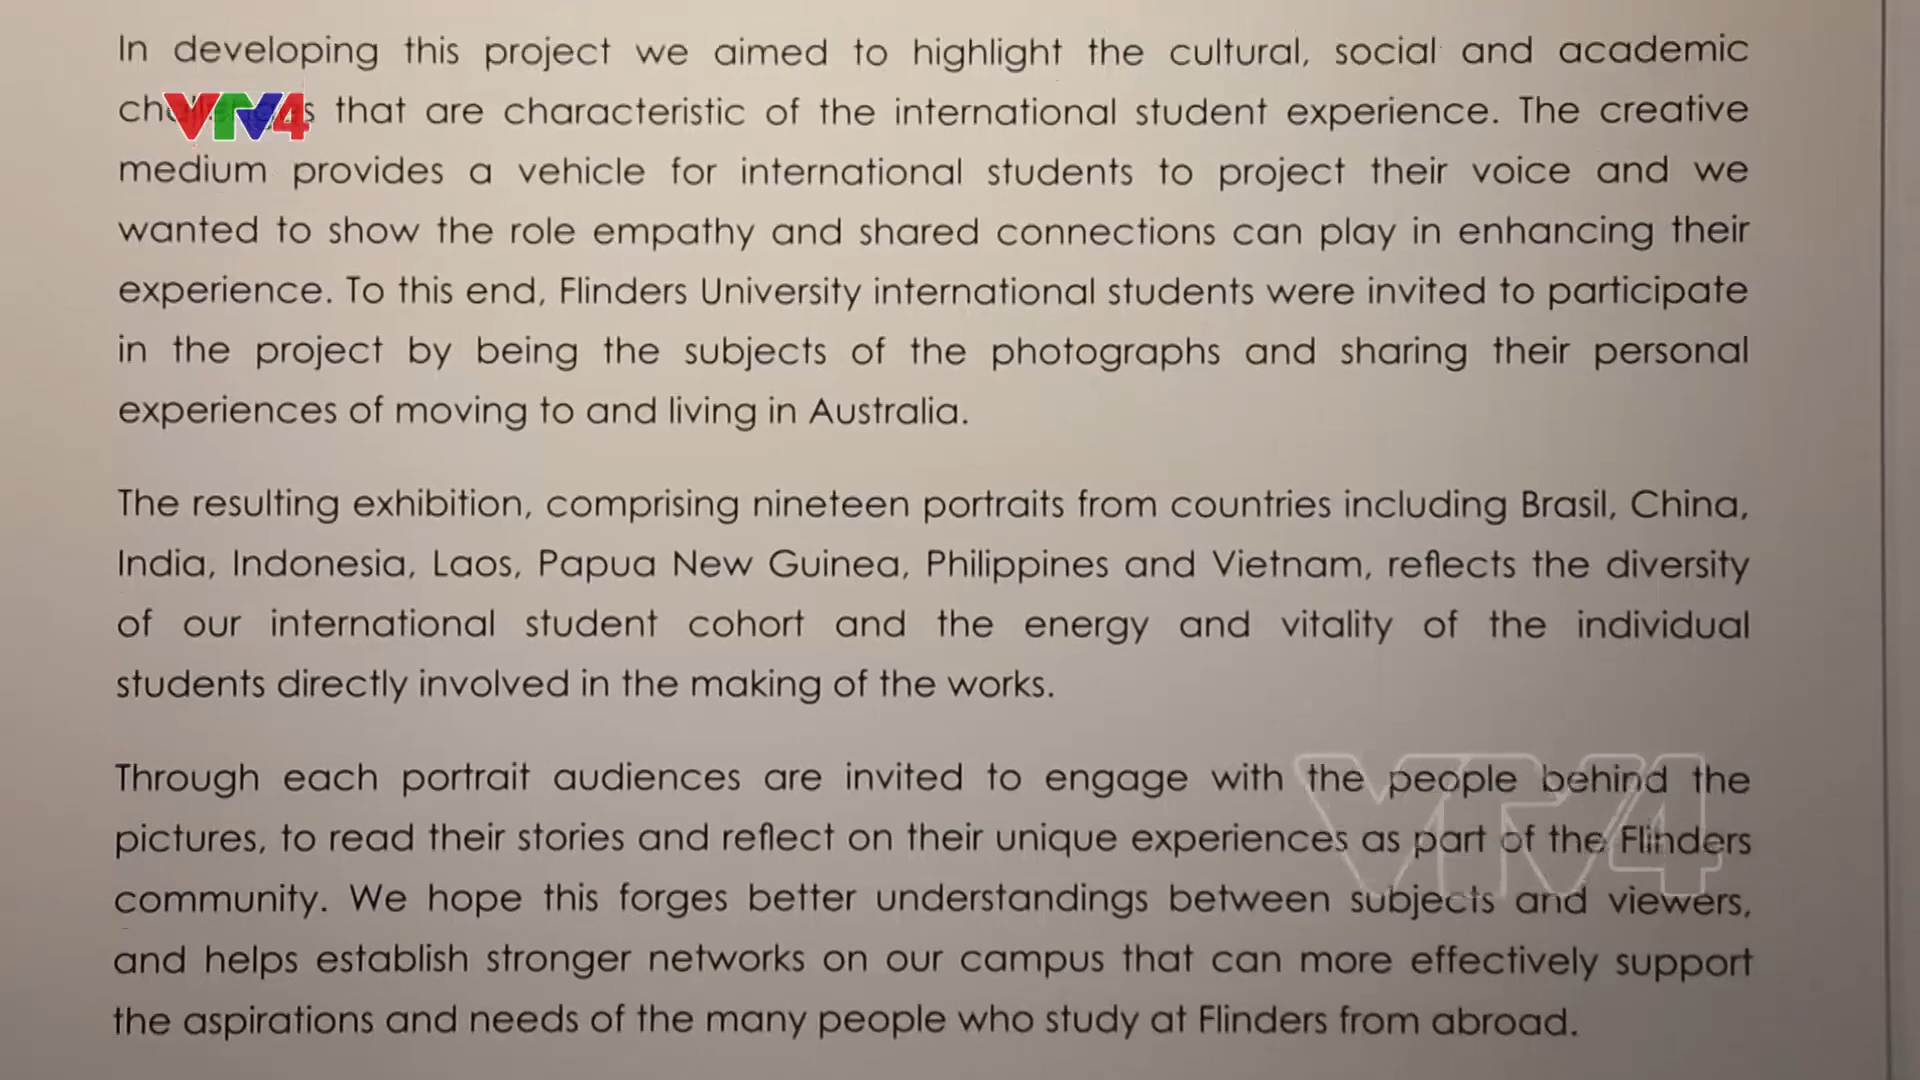 In developing this project we aimed to highlight the cultural, social and academic
challenges that are characteristic of the international student experience. The creative
VTV4
medium provides a vehicle for international students to project their voice and we
wanted to show the role empathy and shared connections can play in enhancing their
experience. To this end, Flinders University international students were invited to participate
in the project by being the subjects of the photographs and sharing their personal
experiences of moving to and living in Australia.
The resulting exhibition, comprising nineteen portraits from countries including Brasil, China,
India, Indonesia, Laos, Papua New Guinea, Philippines and Vietnam, reflects the diversity
of our international student cohort and the energy and vitality of the individual
students directly involved in the making of the works.
Through each portrait audiences are invited to engage with the people behind the
pictures, to read their stories and reflect on their unique experiences as part of the Flinders
VTV4
community. We hope this forges better understandings between subjects and viewers,
and helps establish stronger networks on our campus that can more effectively support
the aspirations and needs of the many people who study at Flinders from abroad.